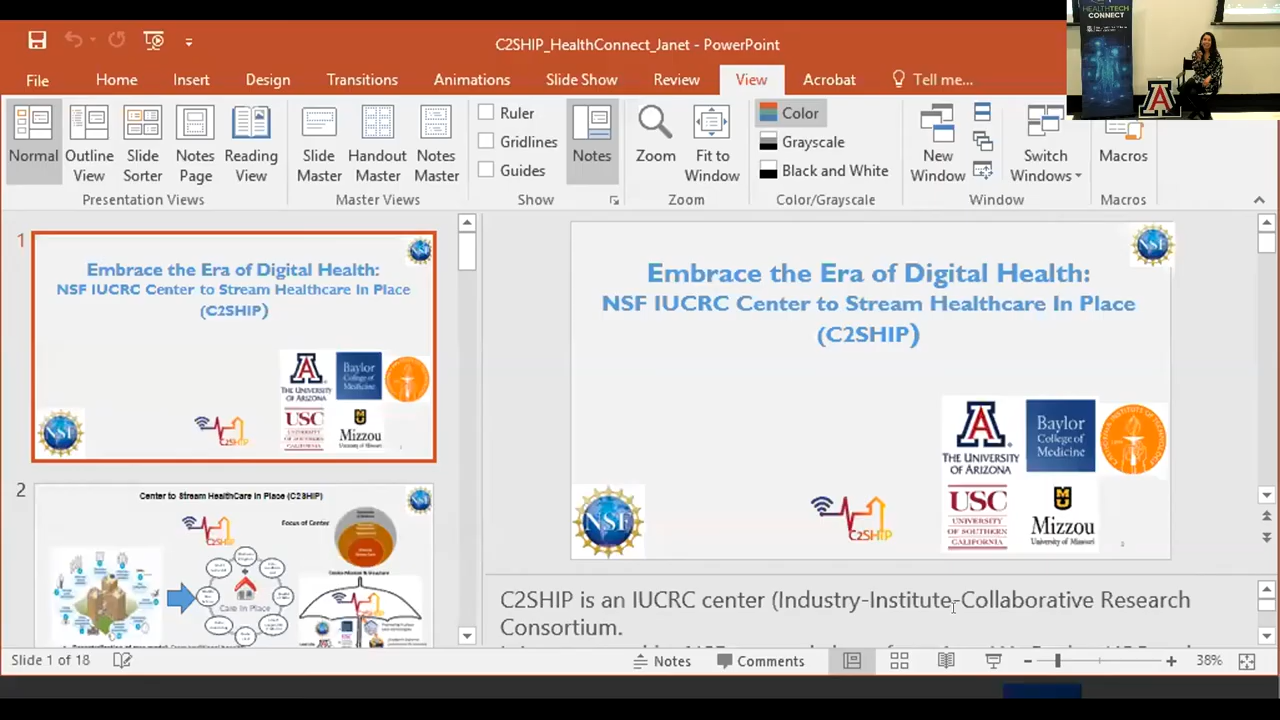 C2SHIP_HealthConnect_Janet - PowerPoint
HEALTHTECH
CONNECT
File Home Insert Design Transitions Animations Slide Show Review View Acrobat Tell me...
Normal
Outline View
Slide Sorter
Notes Page
Reading View
Presentation Views
Slide Master
Handout Master
Notes Master
Master Views
Ruler
Gridlines
Guides
Show
Notes
Zoom
Fit to Window
Zoom
Color
Grayscale
Black and White
Color/Grayscale
New Window
Switch Windows
Window
Macros
Macros
1
Embrace the Era of Digital Health:
NSF IUCRC Center to Stream Healthcare In Place
(C2SHIP)
NSF
A
THE UNIVERSITY
OF ARIZONA
Baylor
College of
Medicine
USC
UNIVERSITY
OF SOUTHERN
CALIFORNIA
Mizzou
University of Missouri
C2SHIP
NSF
2
Center to Stream HealthCare In Place (C2SHIP)
Focus of Center
C2SHIP
Care In Place
Embrace the Era of Digital Health:
NSF IUCRC Center to Stream Healthcare In Place
(C2SHIP)
NSF
A
THE UNIVERSITY
OF ARIZONA
Baylor
College of
Medicine
USC
UNIVERSITY
OF SOUTHERN
CALIFORNIA
Mizzou
University of Missouri
C2SHIP
NSF
C2SHIP is an IUCRC center (Industry-Institute-Collaborative Research
Consortium.
Slide 1 of 18
Notes
Comments
38%